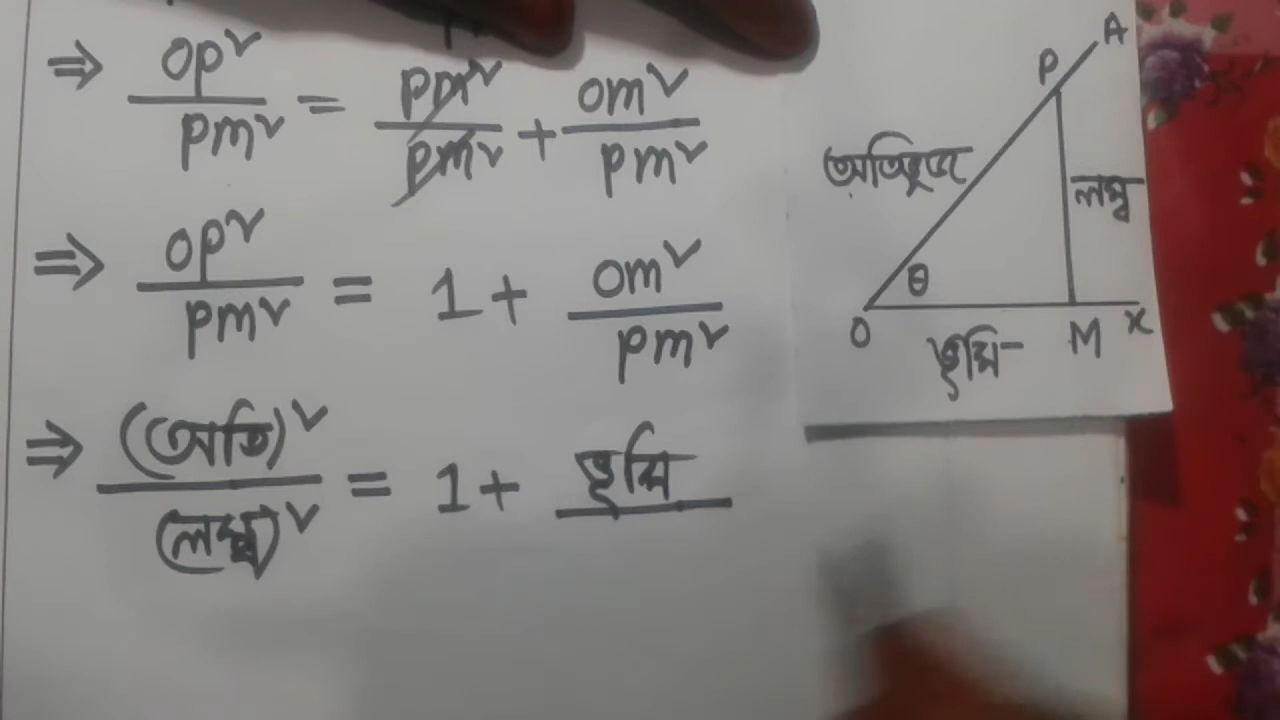 ⇒ OP² / PM² = PM² / PM² + OM² / PM²
⇒ OP² / PM² = 1 + OM² / PM²
⇒ (অতি)² / (লম্ব)² = 1 + ভূমি
A
P
অতিভুজ
লম্ব
θ
O
M
x
ভূমি